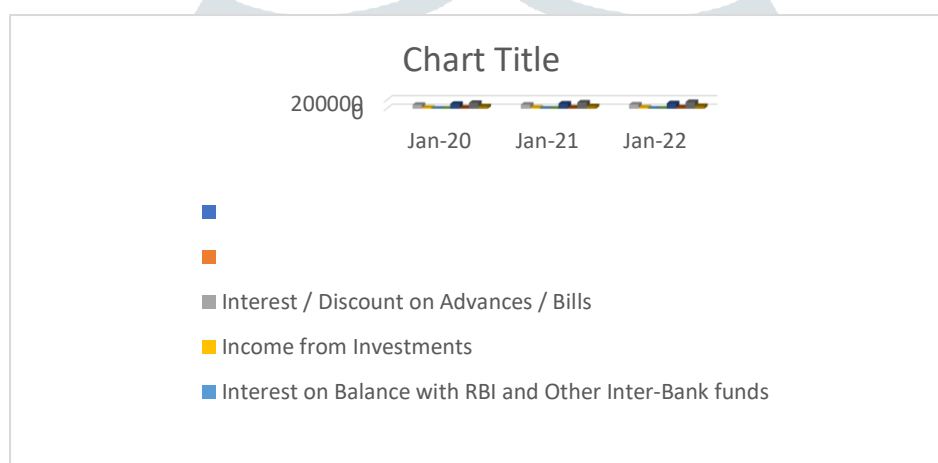 Chart Title
200000
0
Jan-20 Jan-21 Jan-22
Interest / Discount on Advances / Bills
Income from Investments
Interest on Balance with RBI and Other Inter-Bank funds